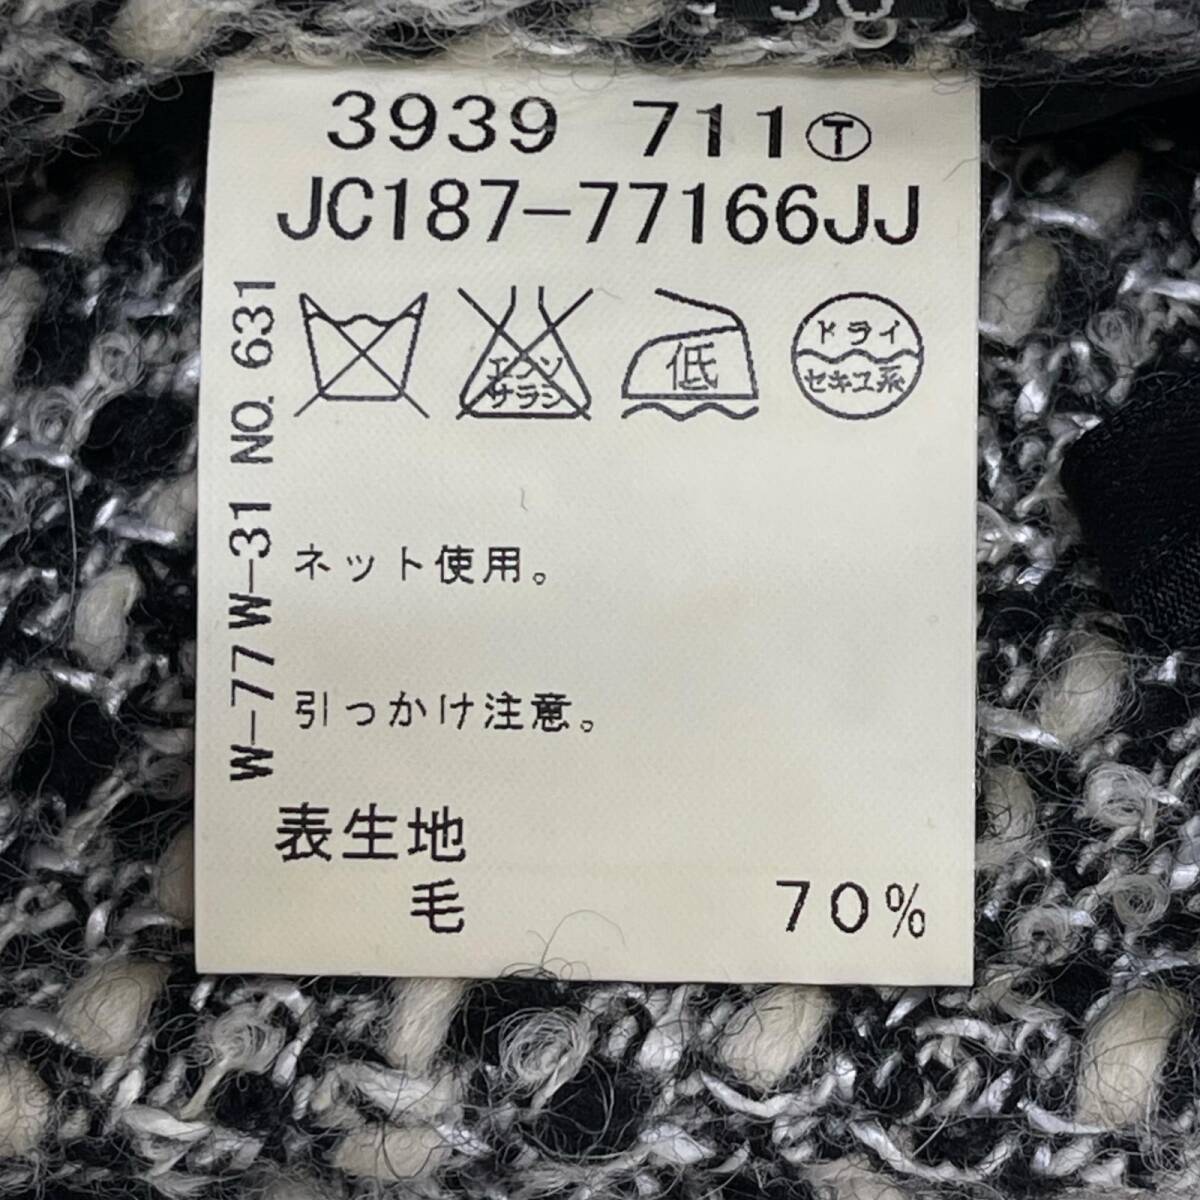 3939 711Ⓣ
JC187-77166JJ
エンソ
サラシ
低
ドライ
セキユ系
W-77 W-31 NO. 631
ネット使用。
引っかけ注意。
表生地
毛 70%